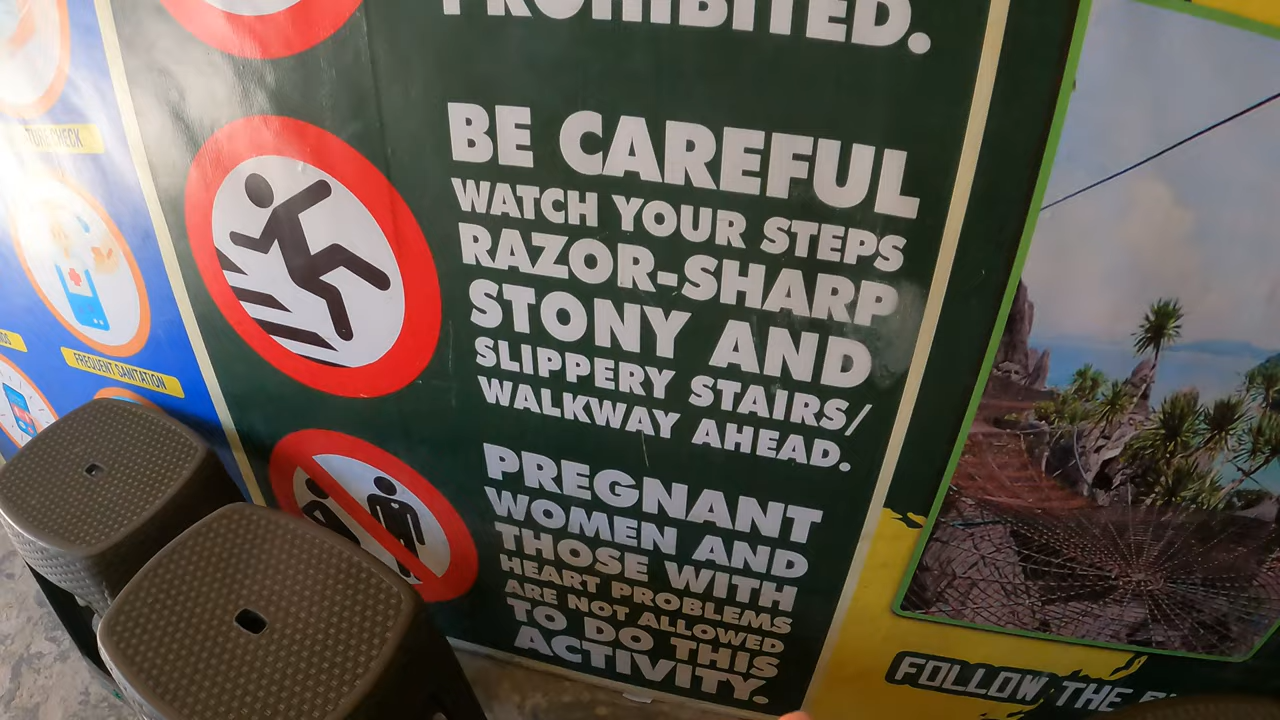 PROHIBITED.
BE CAREFUL
WATCH YOUR STEPS
RAZOR-SHARP
STONY AND
SLIPPERY STAIRS/
WALKWAY AHEAD.
PREGNANT
WOMEN AND
THOSE WITH
HEART PROBLEMS
ARE NOT ALLOWED
TO DO THIS
ACTIVITY.
CHECK
FREQUENT SANITATION
FOLLOW THE